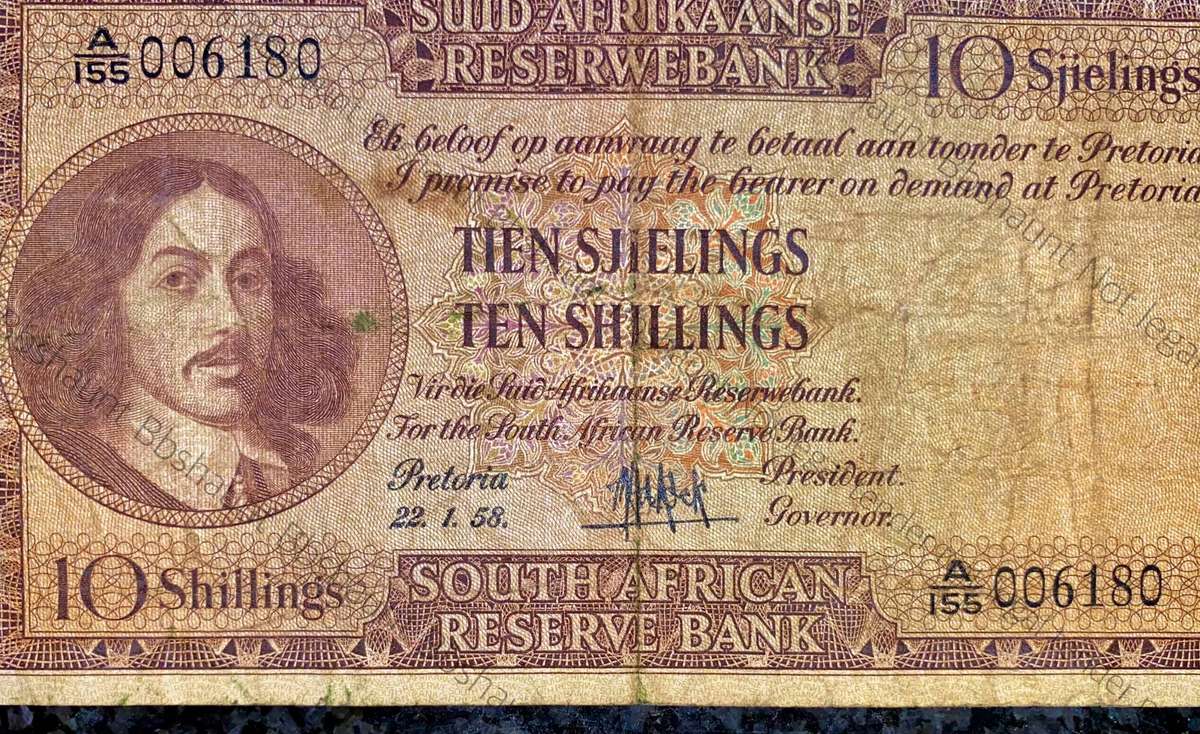 SUID-AFRIKAANSE
RESERWEBANK
A/155 006180
10 Sjielings
Ek beloof op aanvraag te betaal aan toonder te Pretoria
I promise to pay the bearer on demand at Pretoria
TIEN SJIELINGS
TEN SHILLINGS
Vir die Suid-Afrikaanse Reserwebank.
For the South African Reserve Bank.
Pretoria
22. 1. 58.
President.
Governor.
10 Shillings
SOUTH AFRICAN
RESERVE BANK
A/155 006180